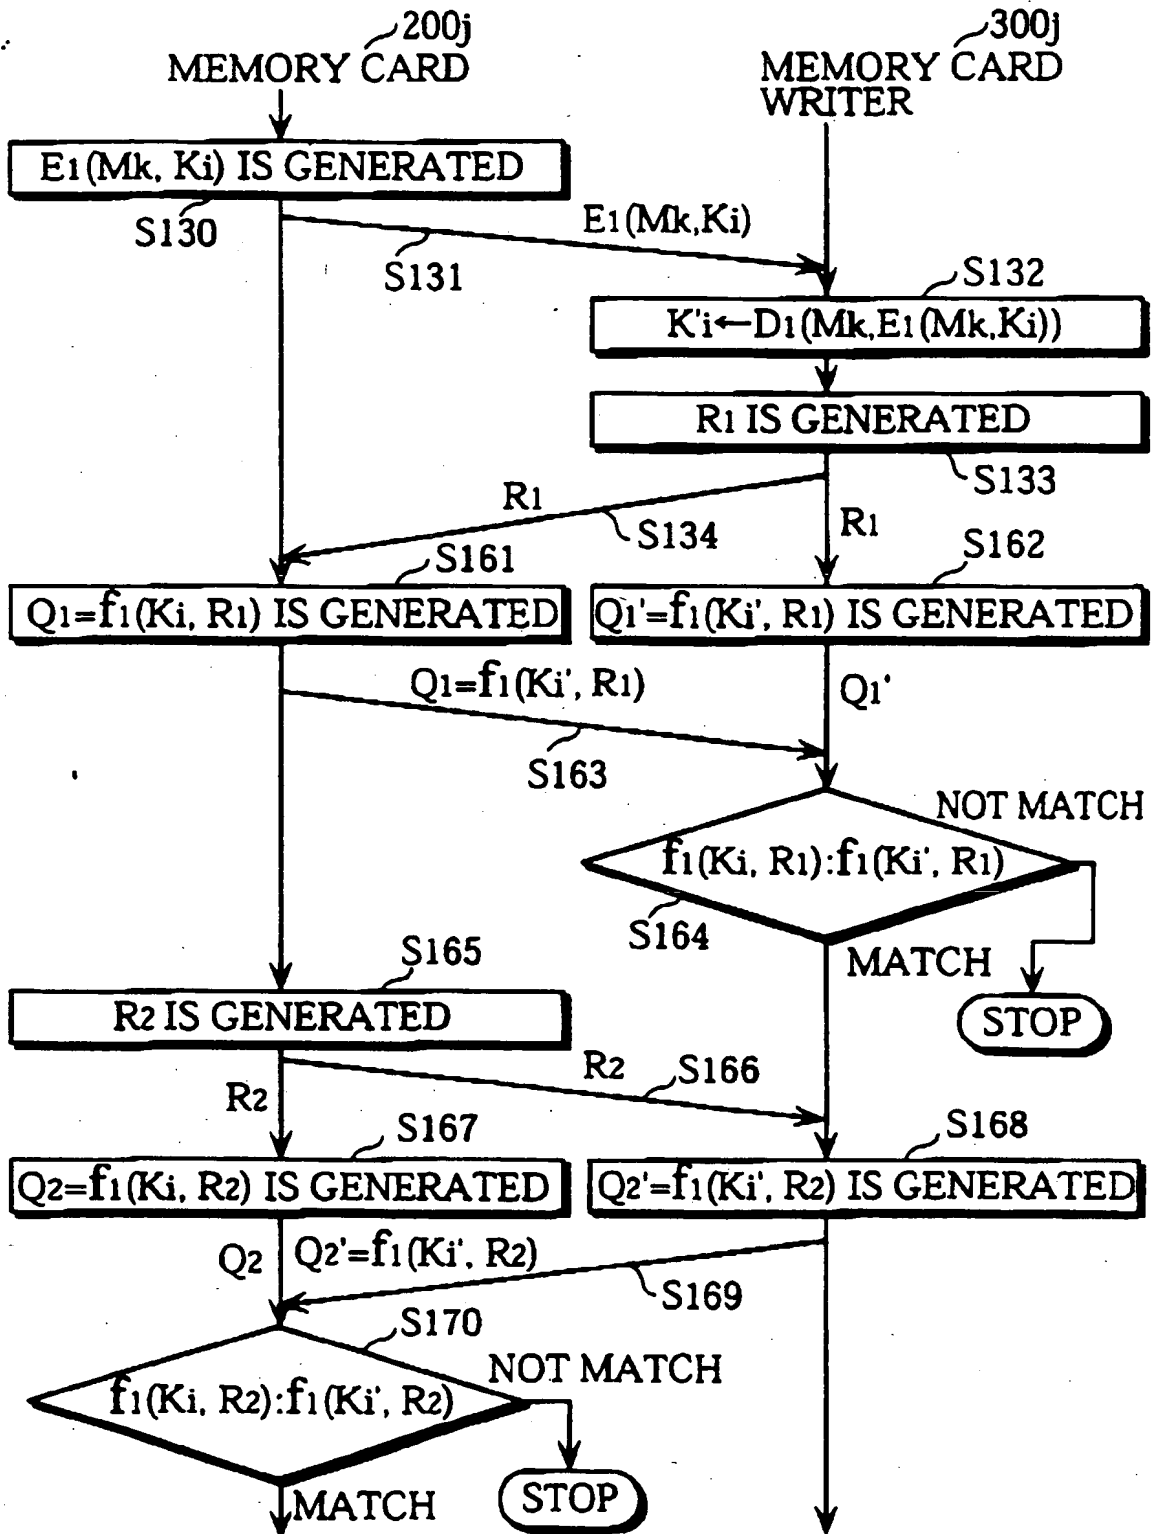 200j
300j
MEMORY CARD
MEMORY CARD
WRITER
E1(Mk, Ki) IS GENERATED
S130
E1(Mk,Ki)
S131
S132
K'i←D1(Mk,E1(Mk,Ki))
R1 IS GENERATED
S133
R1
S134
R1
S161
S162
Q1=f1(Ki, R1) IS GENERATED
Q1'=f1(Ki', R1) IS GENERATED
Q1=f1(Ki', R1)
Q1'
S163
NOT MATCH
f1(Ki, R1):f1(Ki', R1)
S164
MATCH
STOP
S165
R2 IS GENERATED
R2
S166
R2
S167
S168
Q2=f1(Ki, R2) IS GENERATED
Q2'=f1(Ki', R2) IS GENERATED
Q2
Q2'=f1(Ki', R2)
S169
S170
NOT MATCH
f1(Ki, R2):f1(Ki', R2)
STOP
MATCH